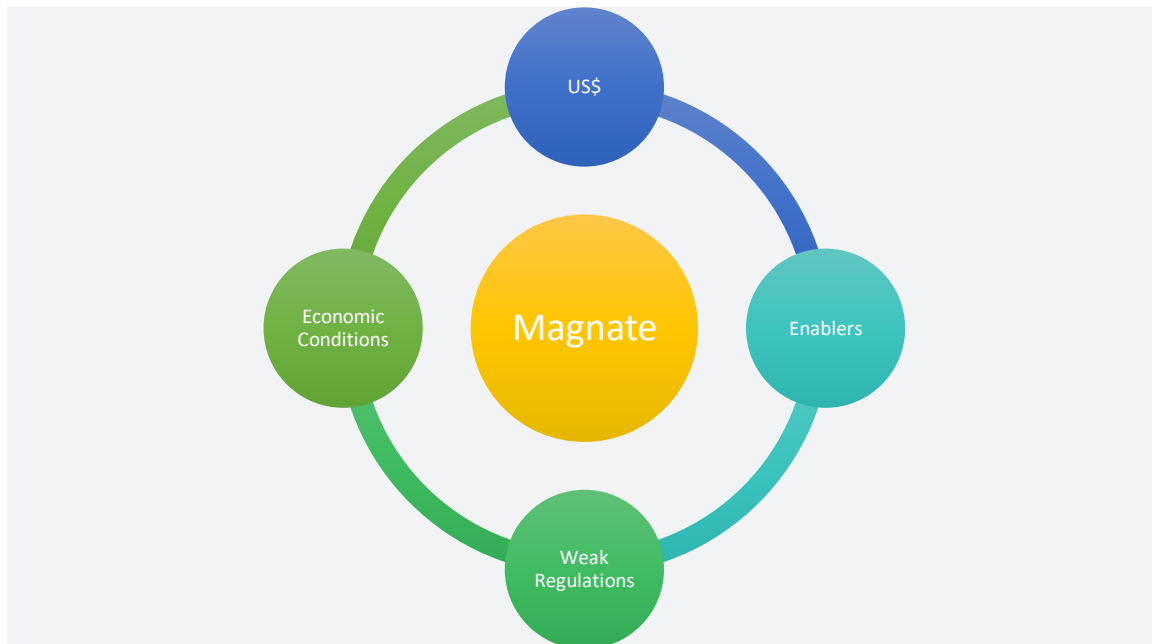 US$
Economic
Conditions
Magnate
Enablers
Weak
Regulations